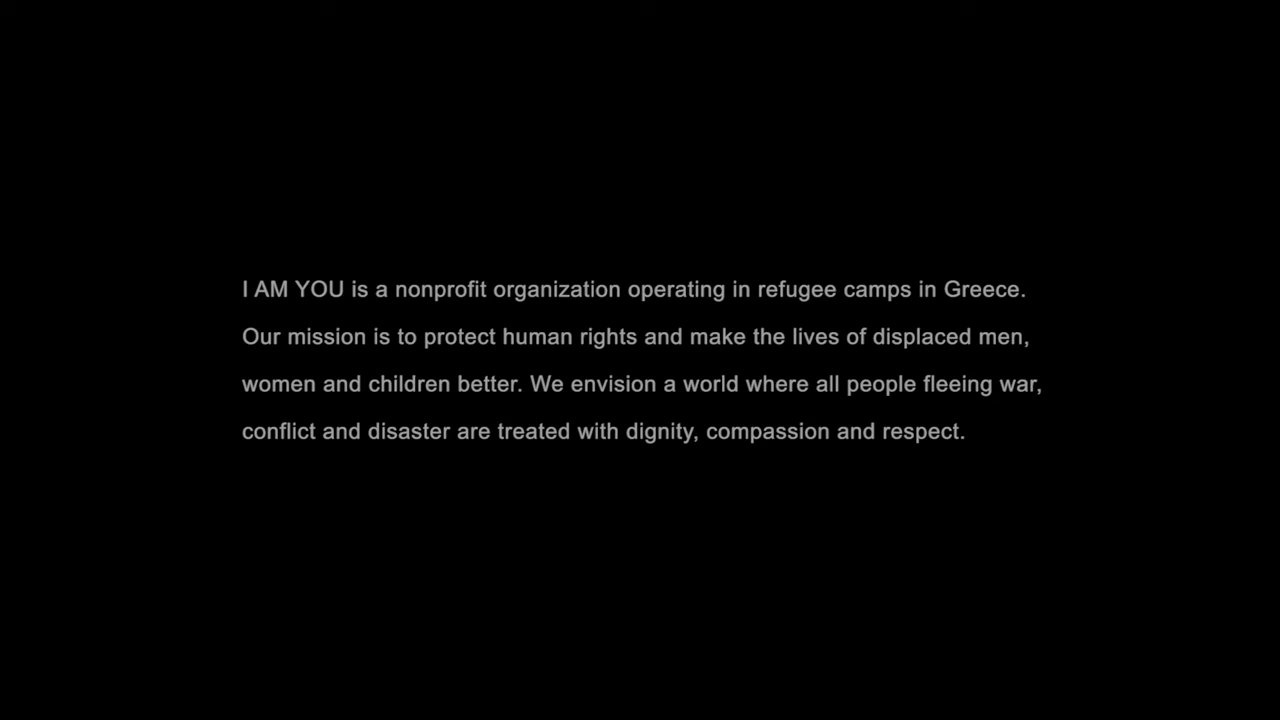 I AM YOU is a nonprofit organization operating in refugee camps in Greece.
Our mission is to protect human rights and make the lives of displaced men,
women and children better. We envision a world where all people fleeing war,
conflict and disaster are treated with dignity, compassion and respect.